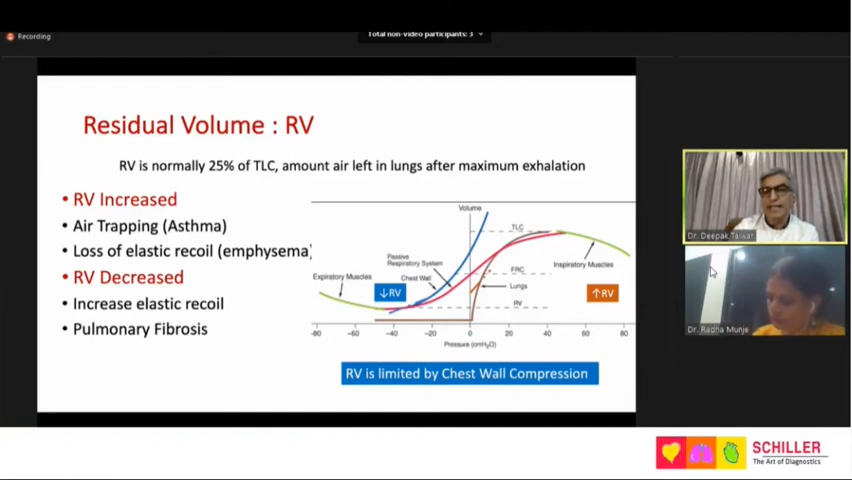 Recording
Total non-video participants: 3
Residual Volume : RV
RV is normally 25% of TLC, amount air left in lungs after maximum exhalation
• RV Increased
• Air Trapping (Asthma)
• Loss of elastic recoil (emphysema)
• RV Decreased
• Increase elastic recoil
• Pulmonary Fibrosis
Volume
TLC
Passive
Respiratory System
Inspiratory Muscles
FRC
Expiratory Muscles
Chest Wall
Lungs
↓RV
↑RV
RV
-80 -60 -40 -20 0 20 40 60 80
Pressure (cmH2O)
RV is limited by Chest Wall Compression
Dr. Deepak Talwar
Dr. Radha Munje
SCHILLER
The Art of Diagnostics